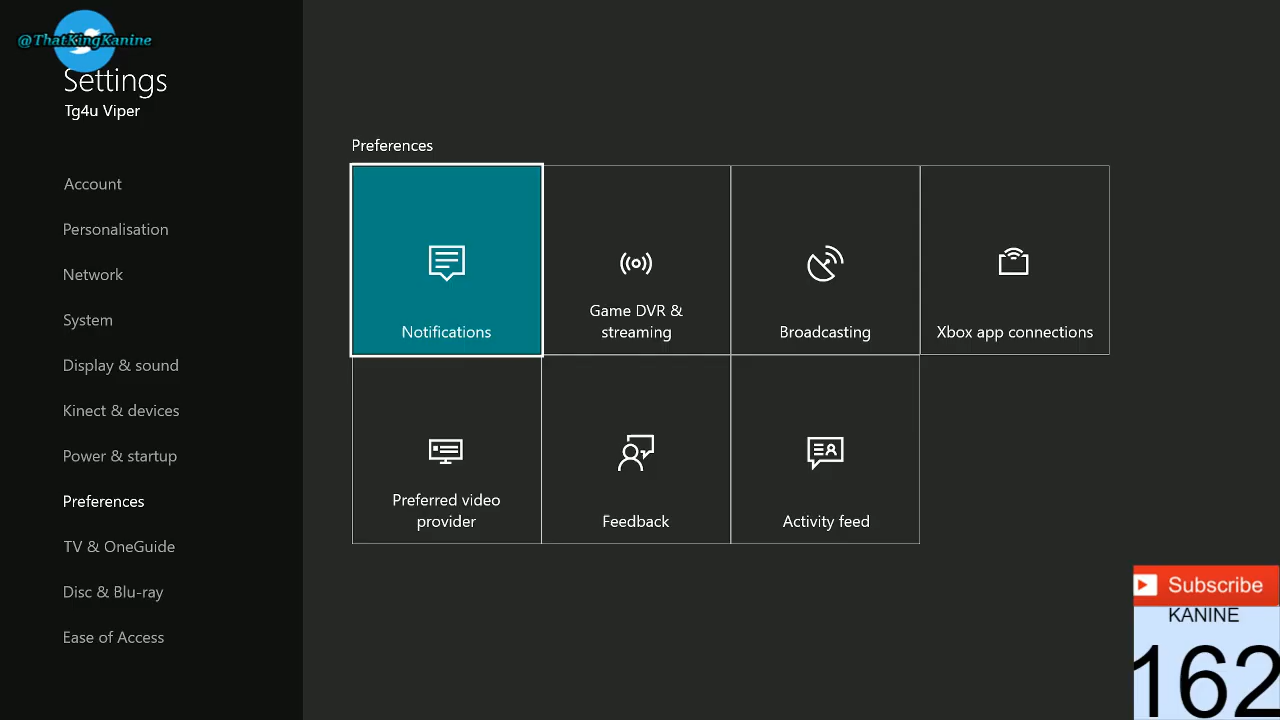 @ThatKingKanine
Settings
Tg4u Viper
Account
Personalisation
Network
System
Display & sound
Kinect & devices
Power & startup
Preferences
TV & OneGuide
Disc & Blu-ray
Ease of Access
Preferences
Notifications
Game DVR &
streaming
Broadcasting
Xbox app connections
Preferred video
provider
Feedback
Activity feed
Subscribe
KANINE
162